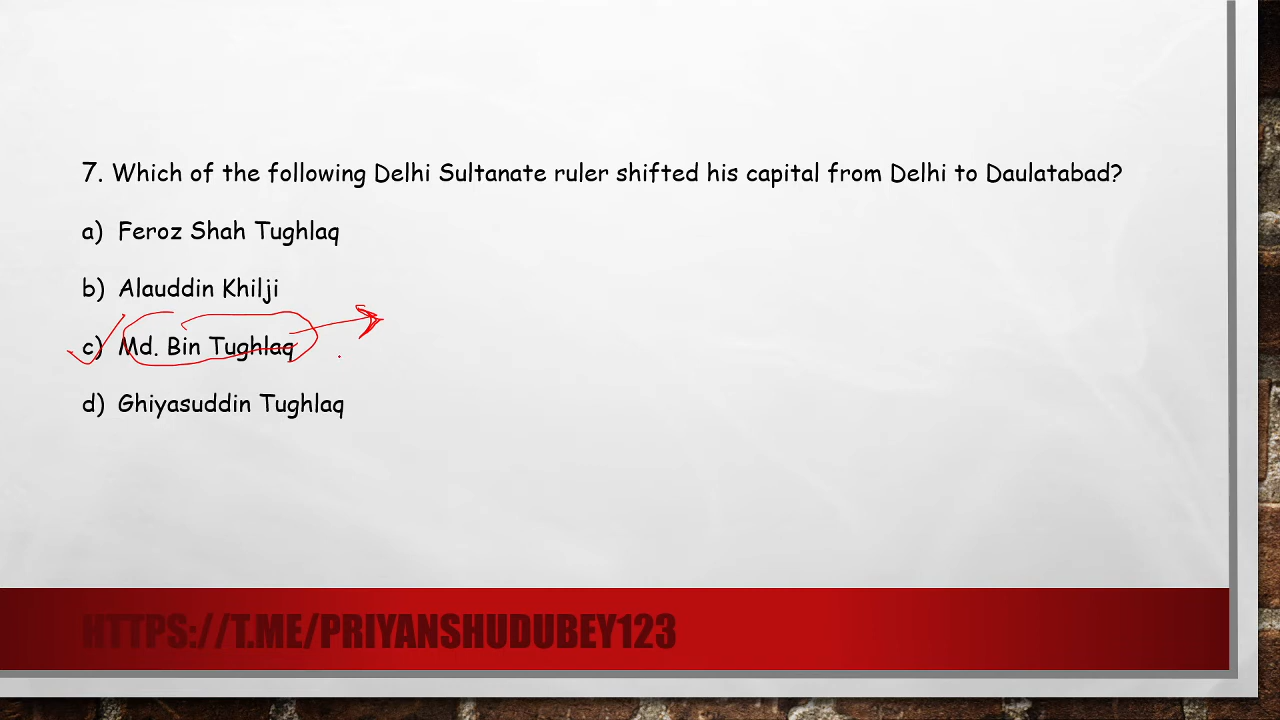 7. Which of the following Delhi Sultanate ruler shifted his capital from Delhi to Daulatabad?
a) Feroz Shah Tughlaq
b) Alauddin Khilji
c) Md. Bin Tughlaq
d) Ghiyasuddin Tughlaq
HTTPS://T.ME/PRIYANSHUDUBEY123